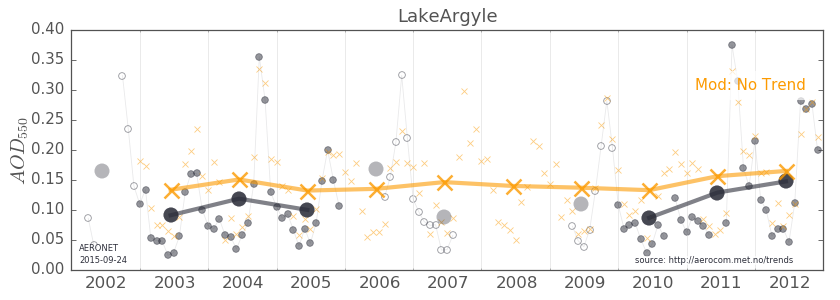 LakeArgyle
0.40
0.35
0.30
0.25
0.20
0.15
0.10
0.05
0.00
AOD550
Mod: No Trend
AERONET
2015-09-24
source: http://aerocom.met.no/trends
2002 2003 2004 2005 2006 2007 2008 2009 2010 2011 2012